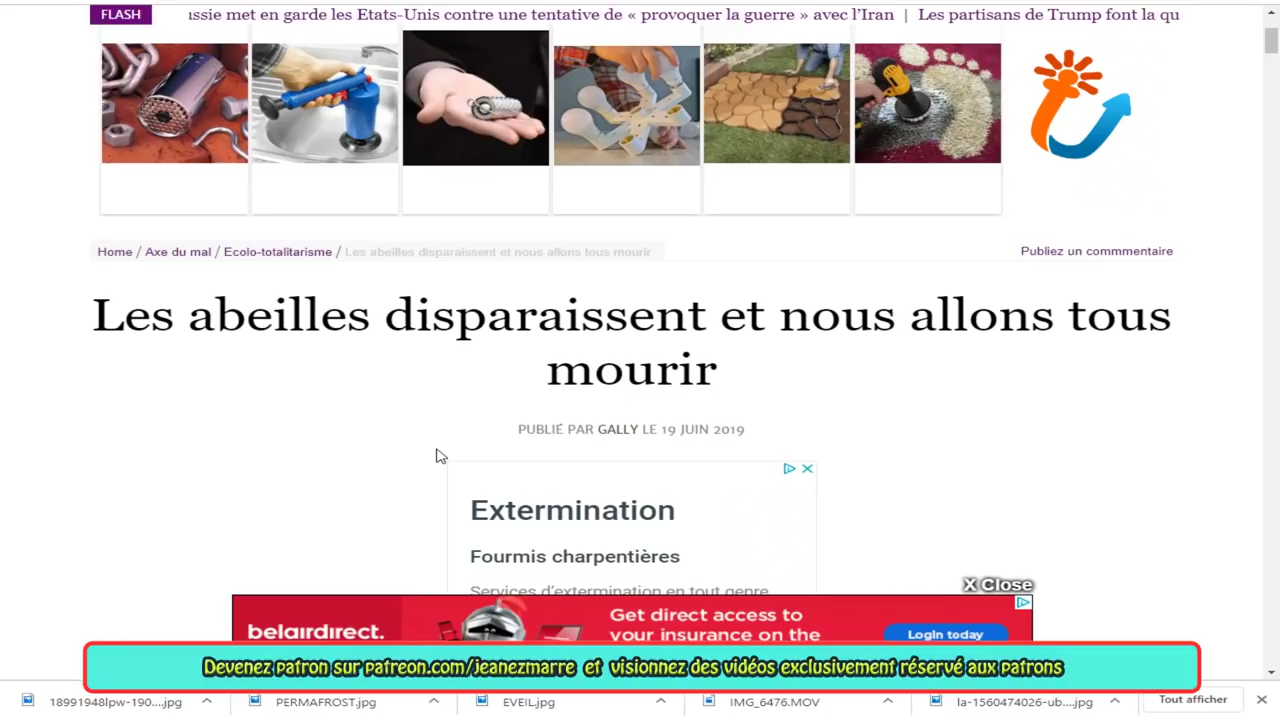 FLASH
ussie met en garde les Etats-Unis contre une tentative de « provoquer la guerre » avec l'Iran | Les partisans de Trump font la qu
Home / Axe du mal / Ecolo-totalitarisme / Les abeilles disparaissent et nous allons tous mourir
Publiez un commmentaire
Les abeilles disparaissent et nous allons tous
mourir
PUBLIÉ PAR GALLY LE 19 JUIN 2019
Extermination
Fourmis charpentières
Services d'extermination en tout genre
X Close
belairdirect.
Get direct access to
your insurance on the
Login today
Devenez patron sur patreon.com/jeanezmarre et visionnez des vidéos exclusivement réservé aux patrons
18991948lpw-190....jpg
PERMAFROST.jpg
EVEIL.jpg
IMG_6476.MOV
la-1560474026-ub....jpg
Tout afficher